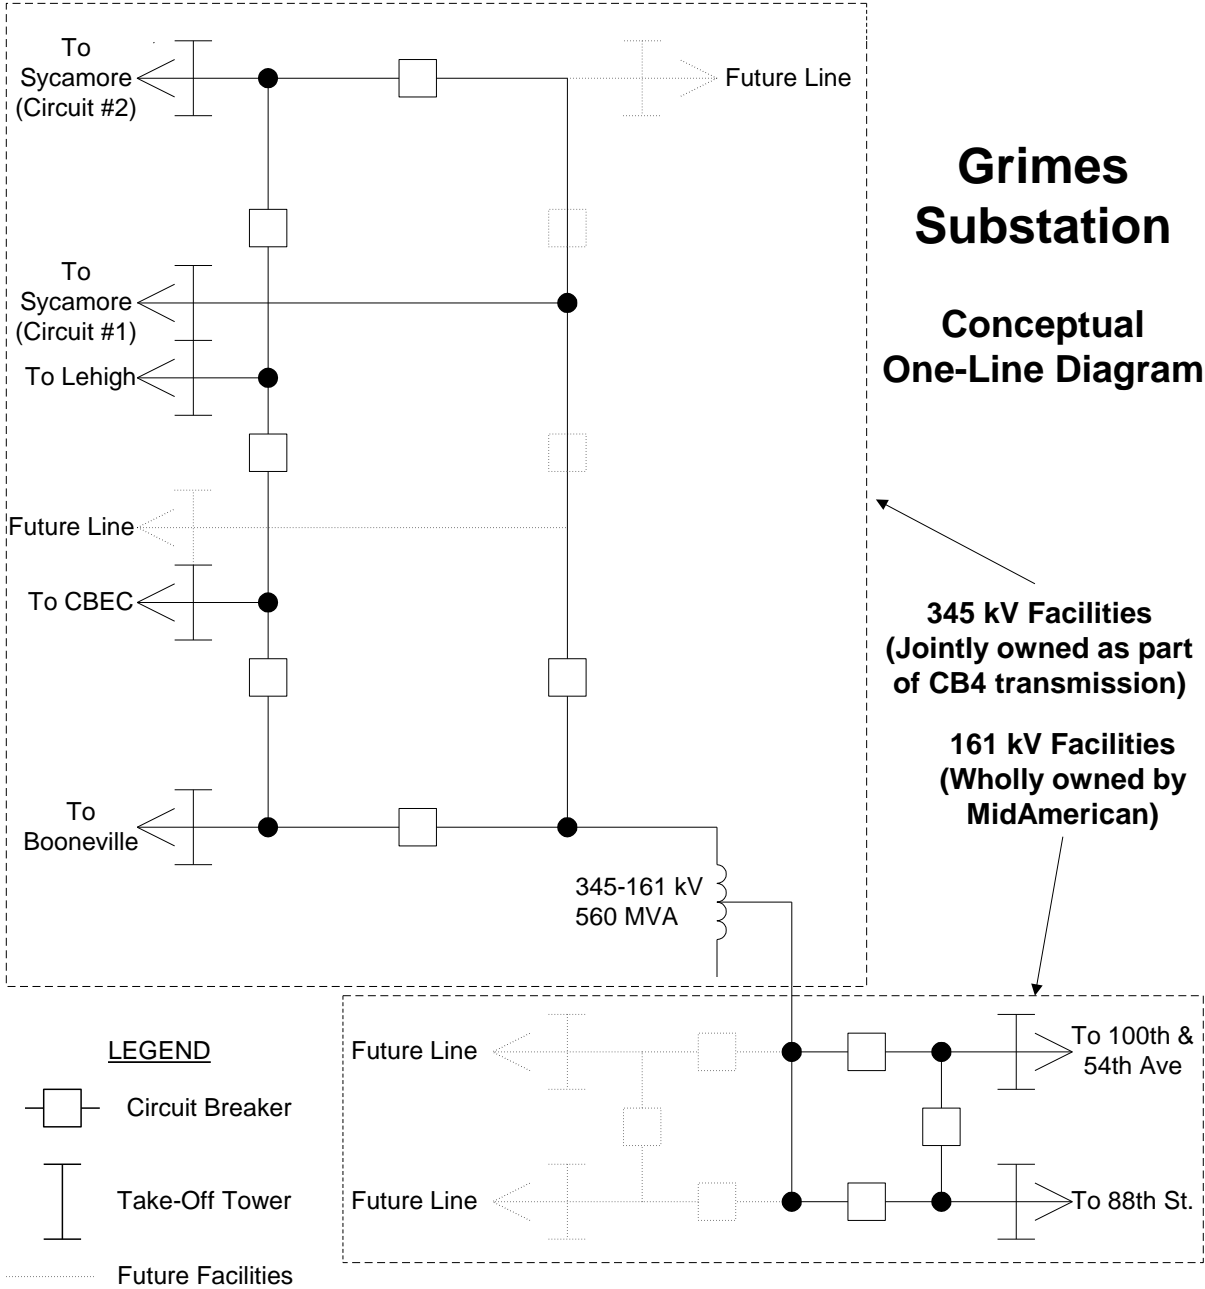 To
Sycamore
(Circuit #2)
Future Line
Grimes
Substation
To
Sycamore
(Circuit #1)
Conceptual
One-Line Diagram
To Lehigh
Future Line
To CBEC
345 kV Facilities
(Jointly owned as part
of CB4 transmission)
161 kV Facilities
(Wholly owned by
MidAmerican)
To
Booneville
345-161 kV
560 MVA
LEGEND
Circuit Breaker
Take-Off Tower
Future Facilities
Future Line
To 100th &
54th Ave
Future Line
To 88th St.